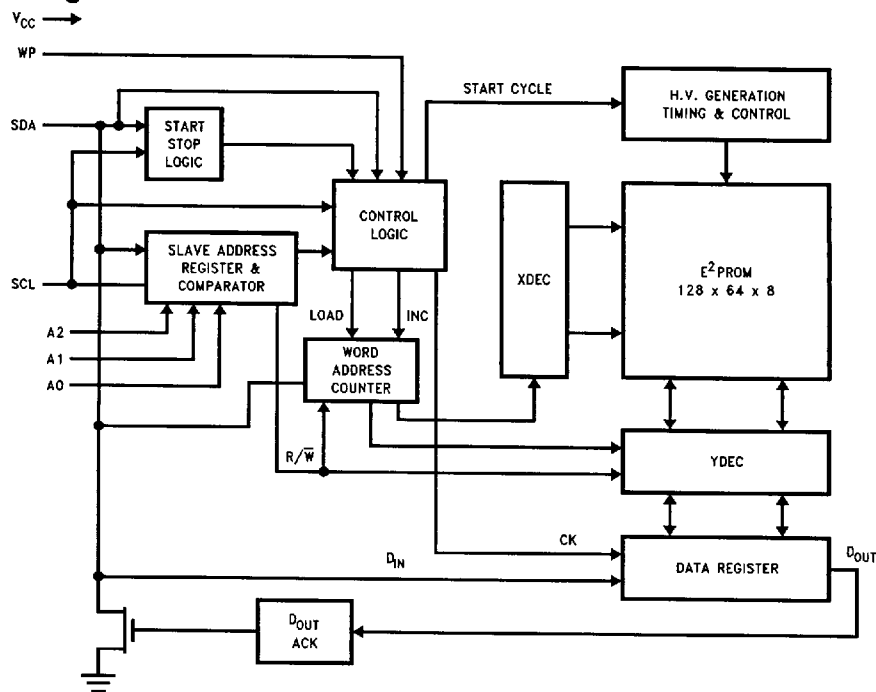 VCC
WP
START CYCLE
H.V. GENERATION
TIMING & CONTROL
SDA
START
STOP
LOGIC
CONTROL
LOGIC
XDEC
E²PROM
128 x 64 x 8
SLAVE ADDRESS
REGISTER &
COMPARATOR
SCL
LOAD
INC
A2
A1
A0
WORD
ADDRESS
COUNTER
R/W̅
YDEC
CK
DIN
DATA REGISTER
DOUT
DOUT
ACK